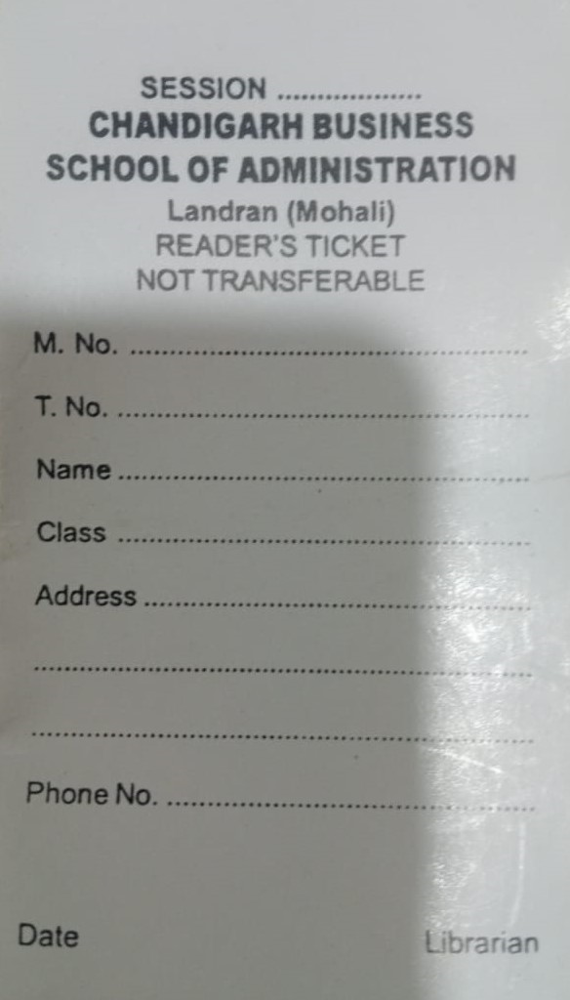 SESSION ..................
CHANDIGARH BUSINESS
SCHOOL OF ADMINISTRATION
Landran (Mohali)
READER'S TICKET
NOT TRANSFERABLE
M. No. ............................................................
T. No. ............................................................
Name ............................................................
Class ............................................................
Address ........................................................
........................................................................
........................................................................
Phone No. ......................................................
Date Librarian